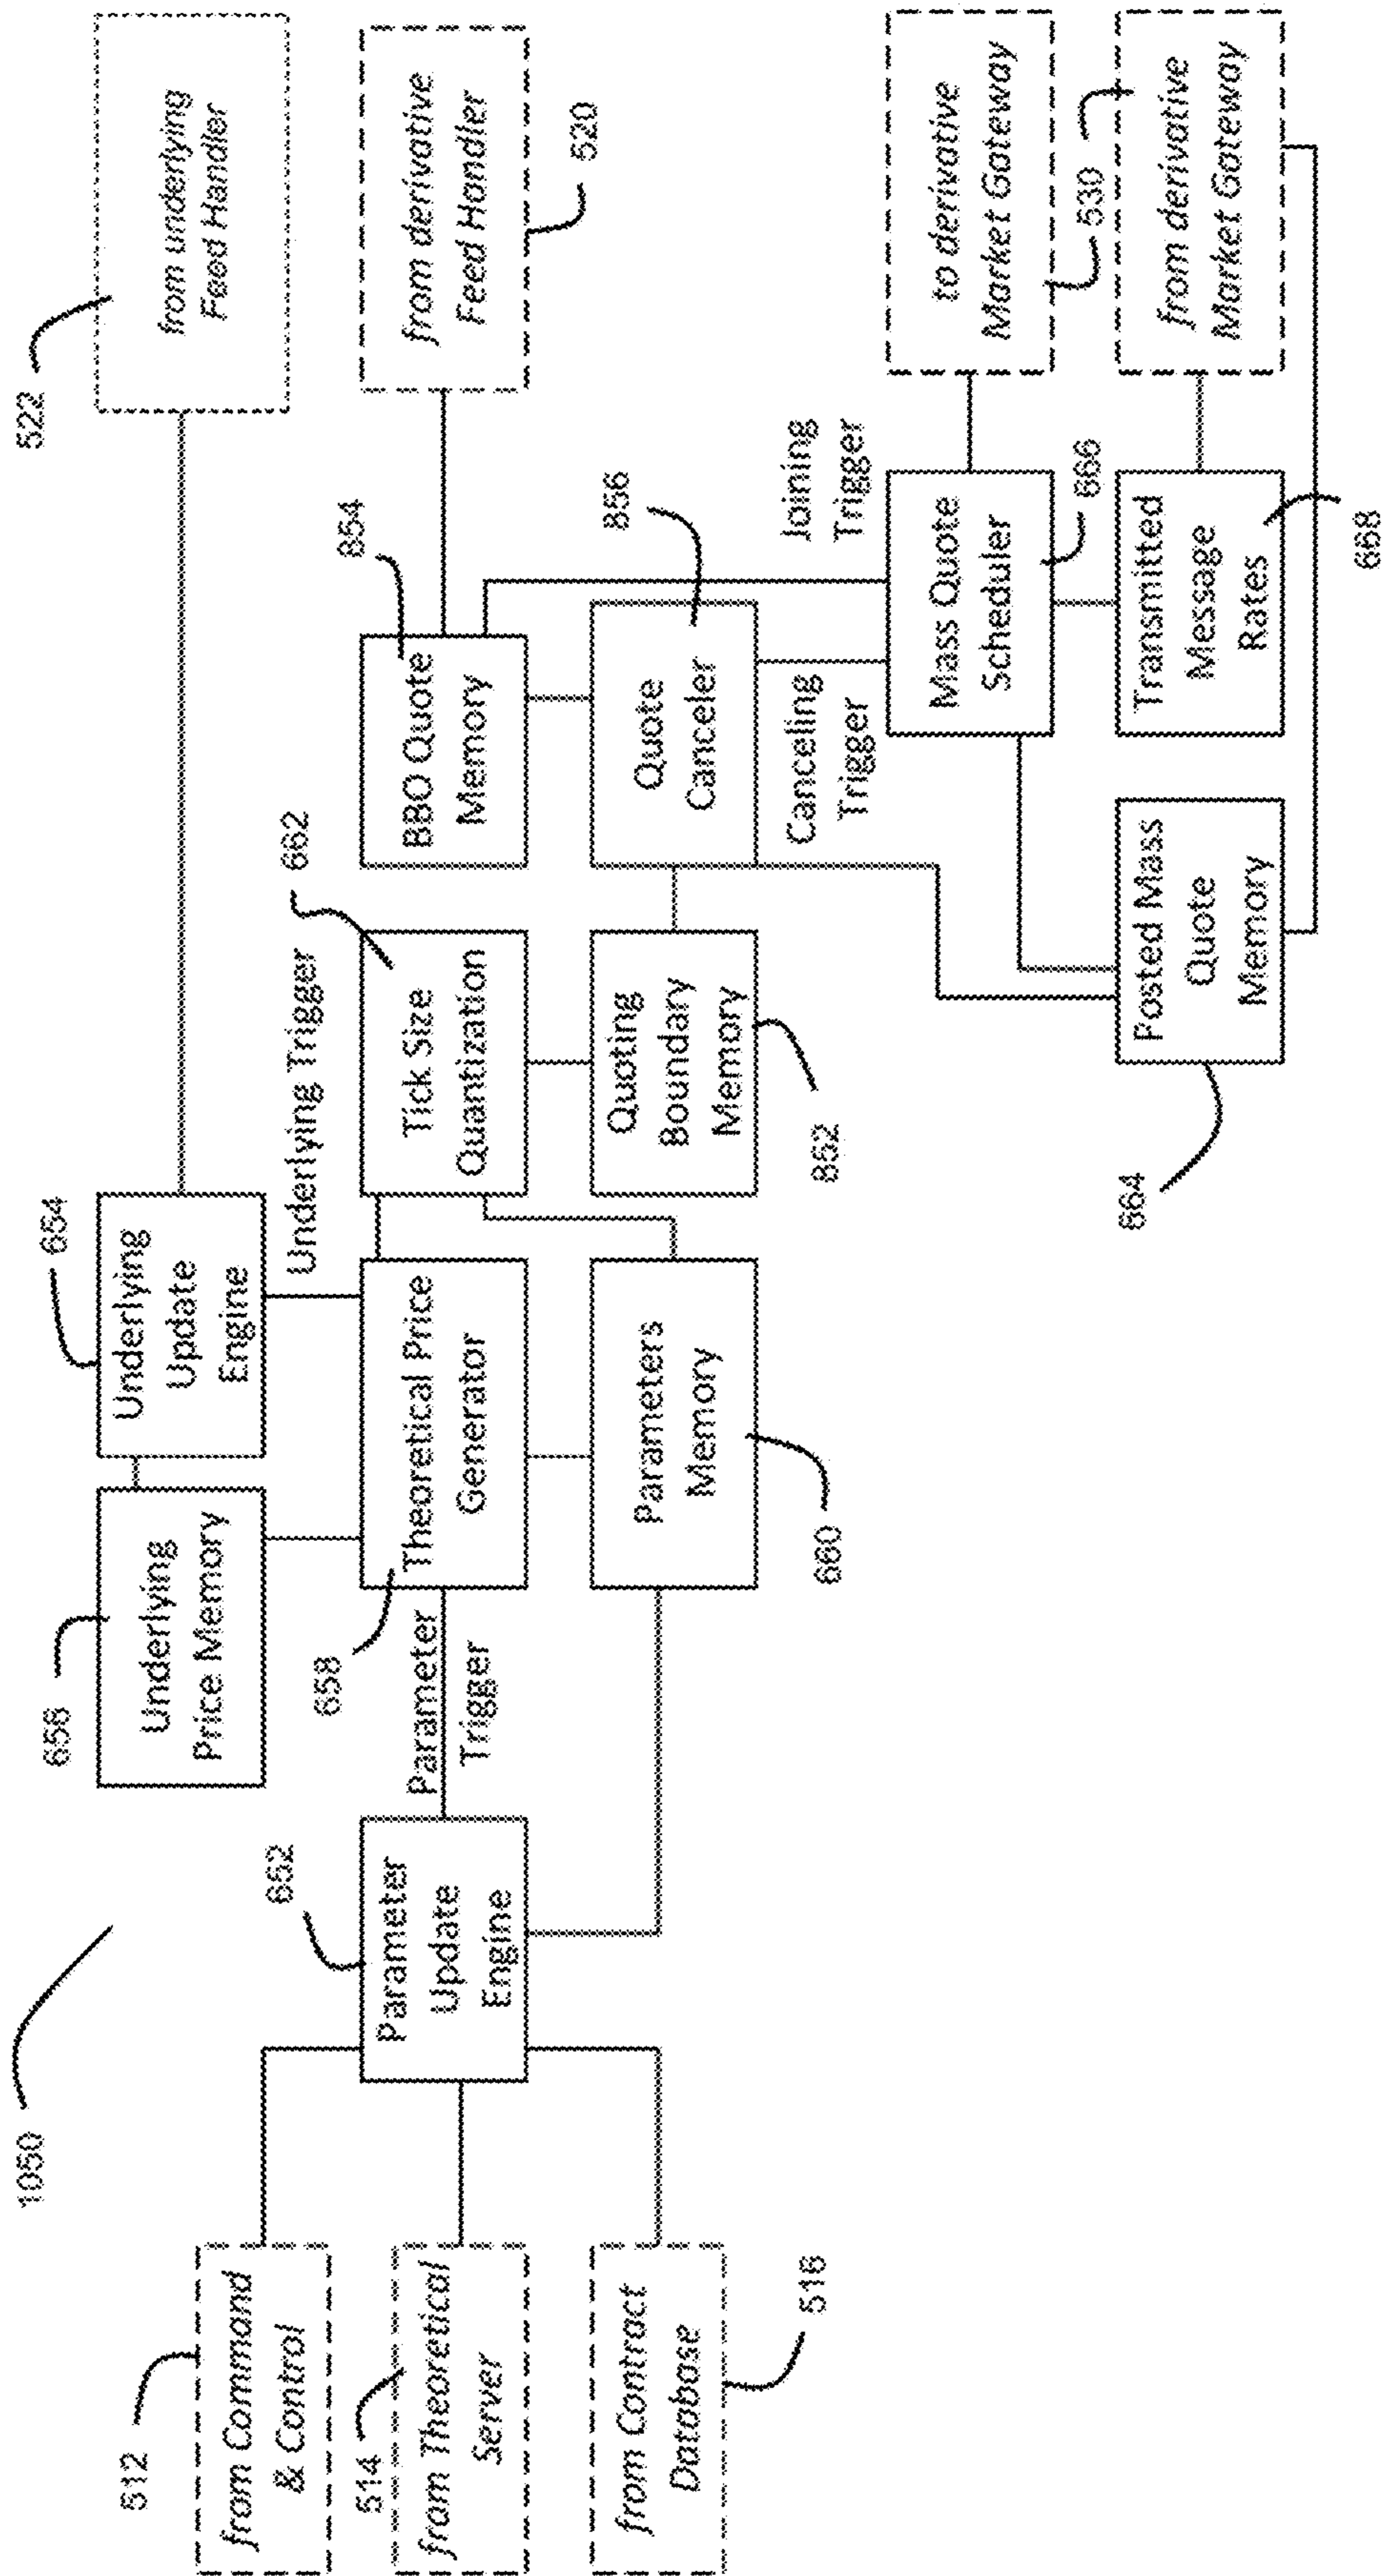 1050
522
656
654
from underlying
Feed Handler
Underlying
Price Memory
Underlying
Update
Engine
512
from Command
& Control
652
658
Underlying Trigger
662
854
514
from Theoretical
Server
Parameter
Update
Engine
Parameter
Trigger
Theoretical Price
Generator
Tick Size
Quantization
BBO Quote
Memory
from derivative
Feed Handler
520
856
from Contract
Database
516
Parameters
Memory
660
Quoting
Boundary
Memory
852
Quote
Canceler
Canceling
Trigger
Joining
Trigger
Mass Quote
Scheduler
666
to derivative
Market Gateway
530
864
Posted Mass
Quote
Memory
Transmitted
Message
Rates
668
from derivative
Market Gateway